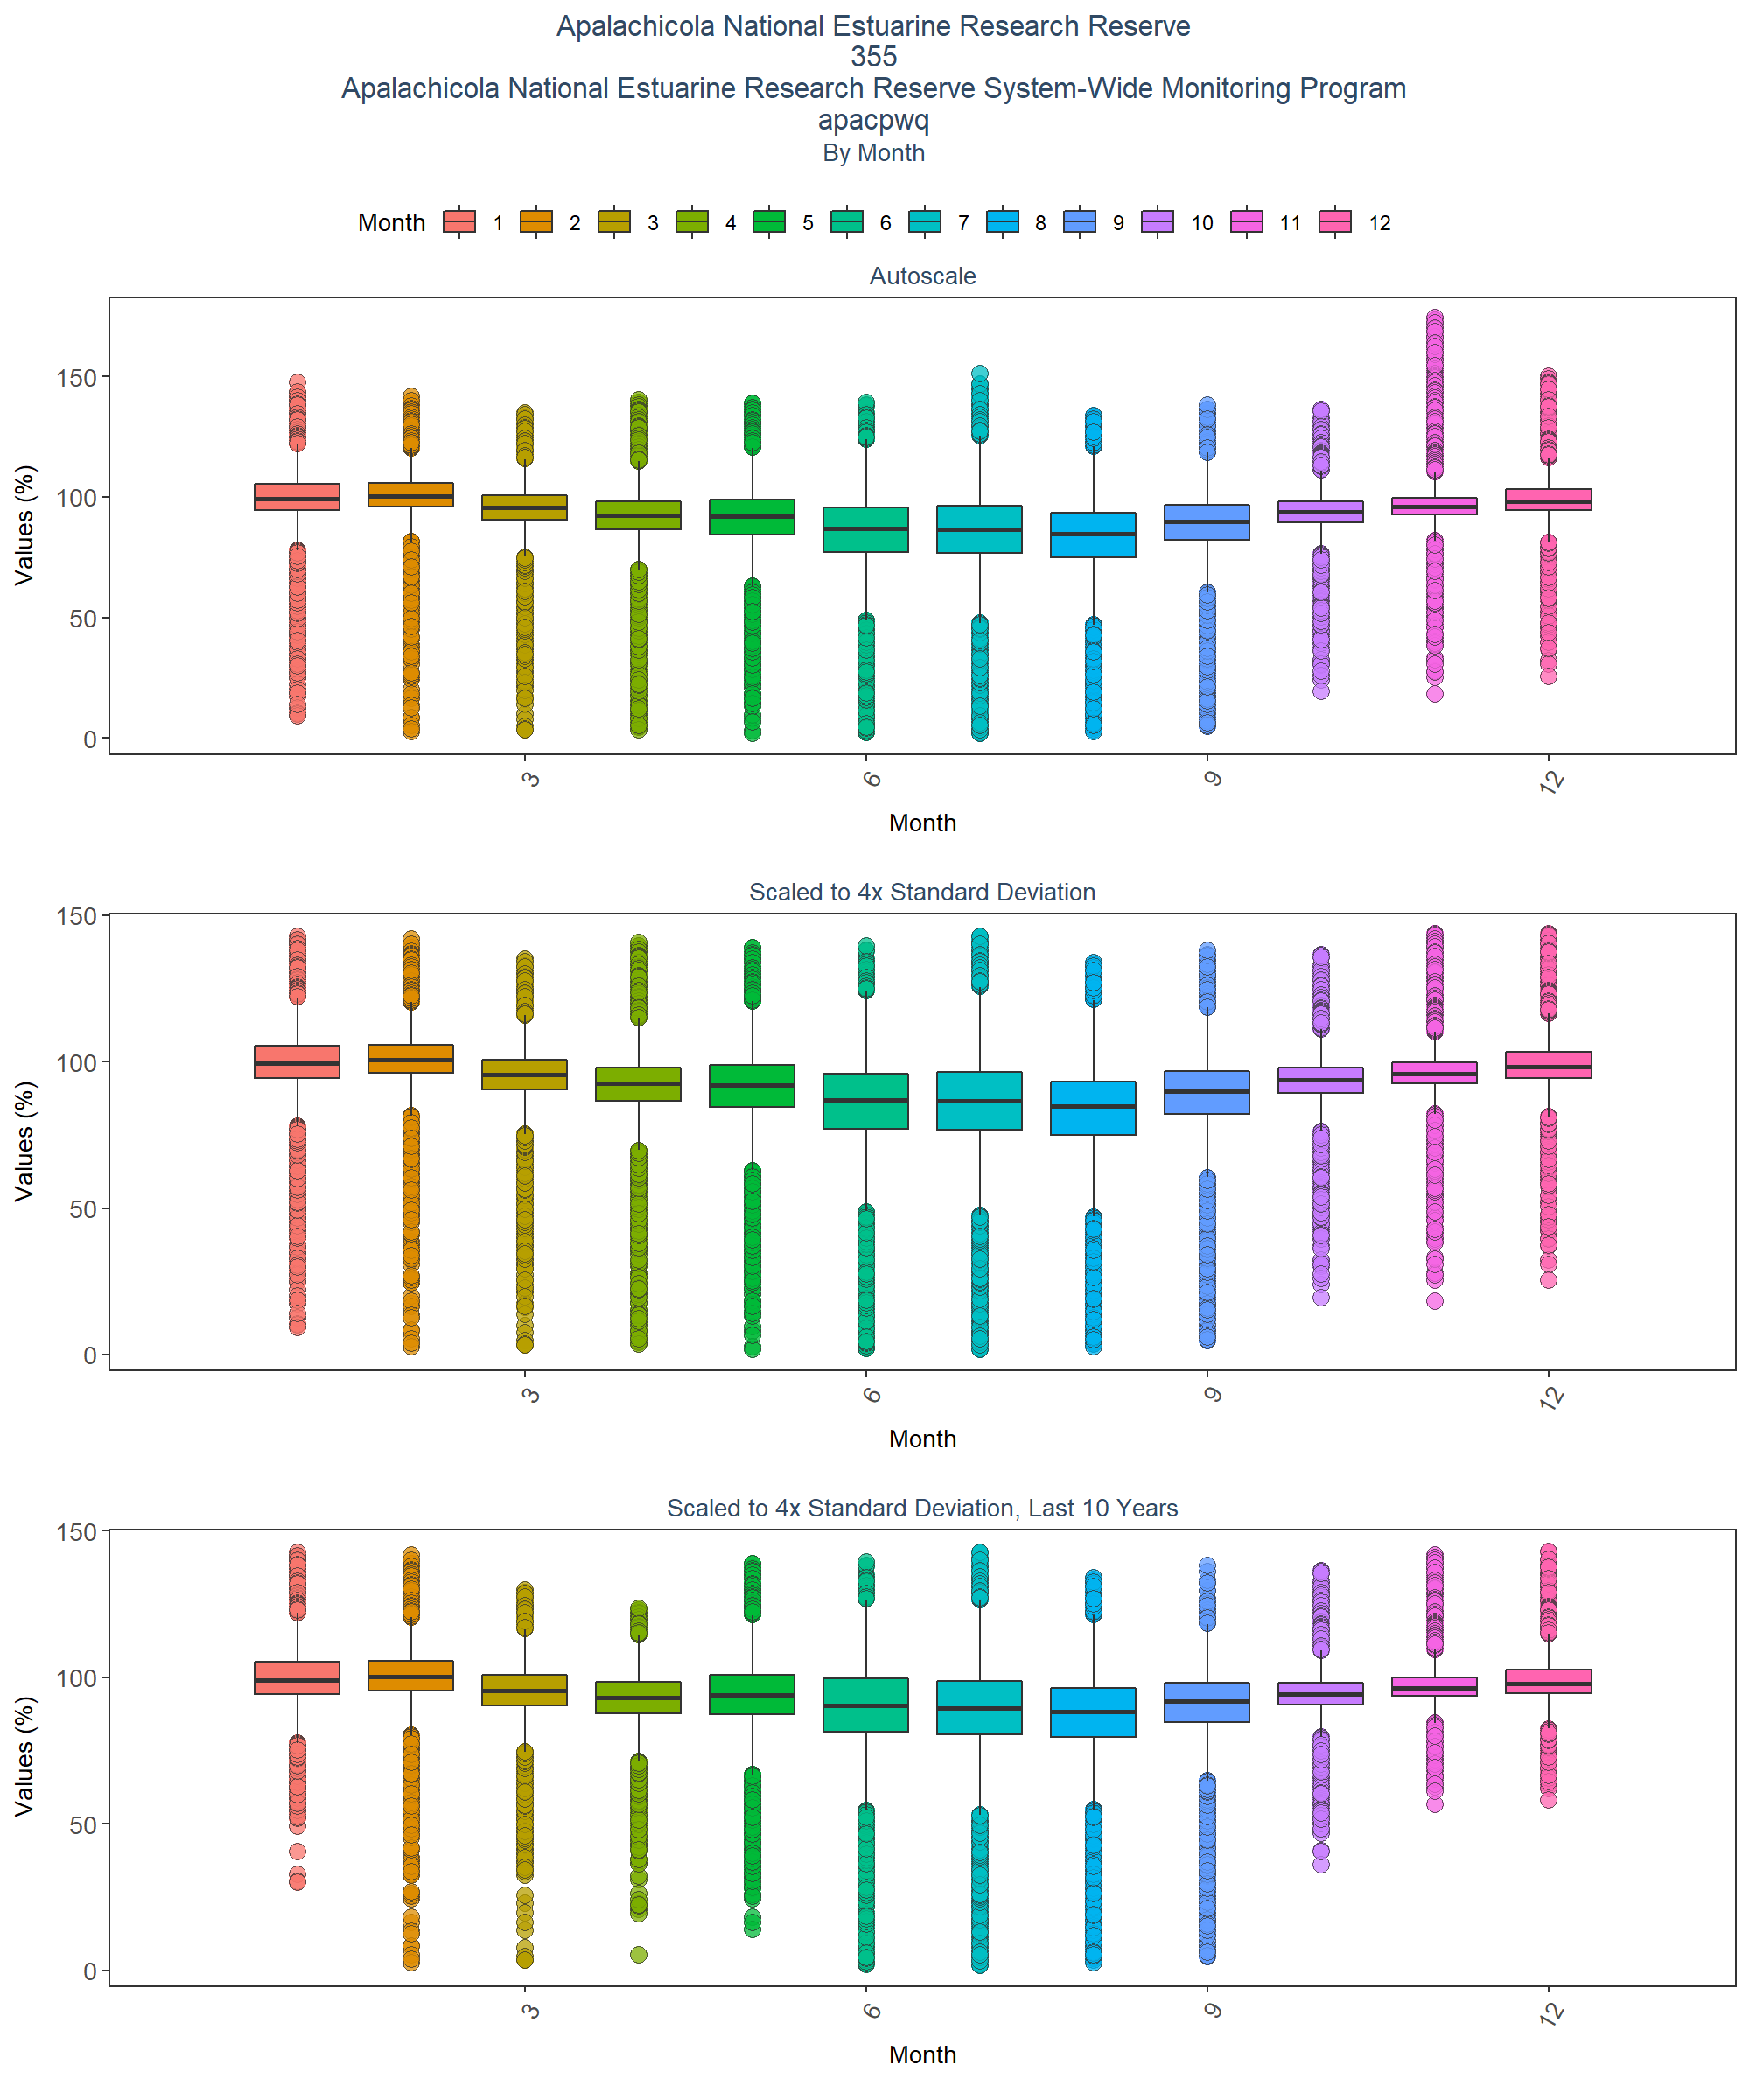 Apalachicola National Estuarine Research Reserve
355
Apalachicola National Estuarine Research Reserve System-Wide Monitoring Program
apacpwq
By Month
Month 1 2 3 4 5 6 7 8 9 10 11 12
Autoscale
Values (%)
150
100
50
0
3 6 9 12
Month
Scaled to 4x Standard Deviation
Values (%)
150
100
50
0
3 6 9 12
Month
Scaled to 4x Standard Deviation, Last 10 Years
Values (%)
150
100
50
0
3 6 9 12
Month